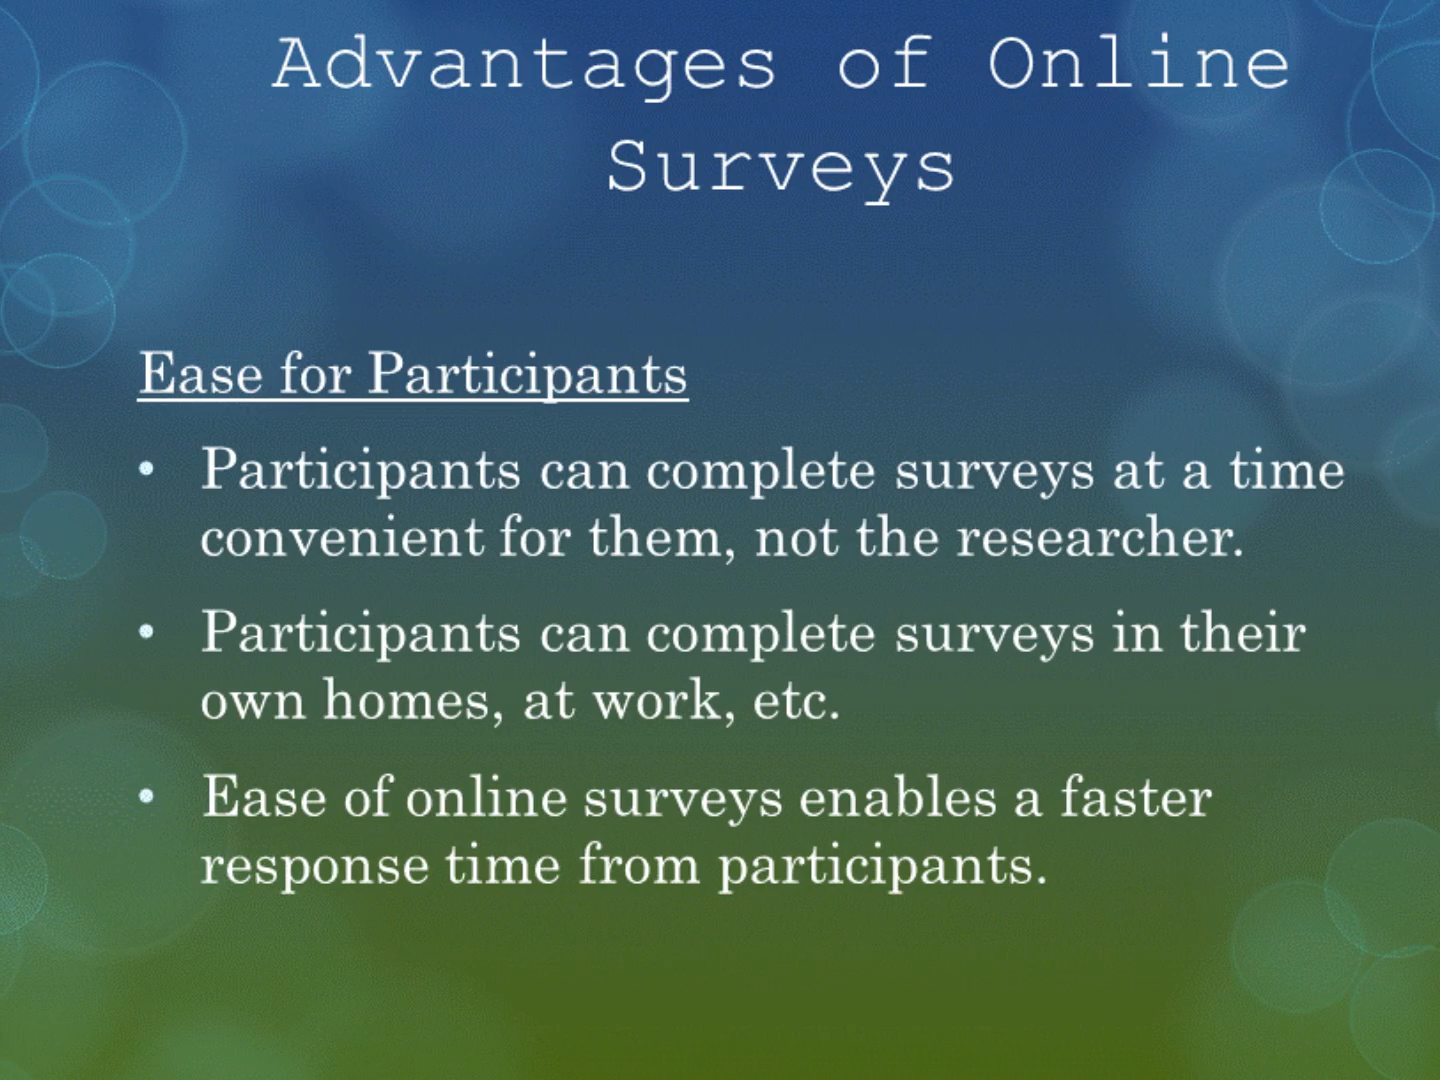 Advantages of Online
Surveys
Ease for Participants
• Participants can complete surveys at a time
convenient for them, not the researcher.
• Participants can complete surveys in their
own homes, at work, etc.
• Ease of online surveys enables a faster
response time from participants.